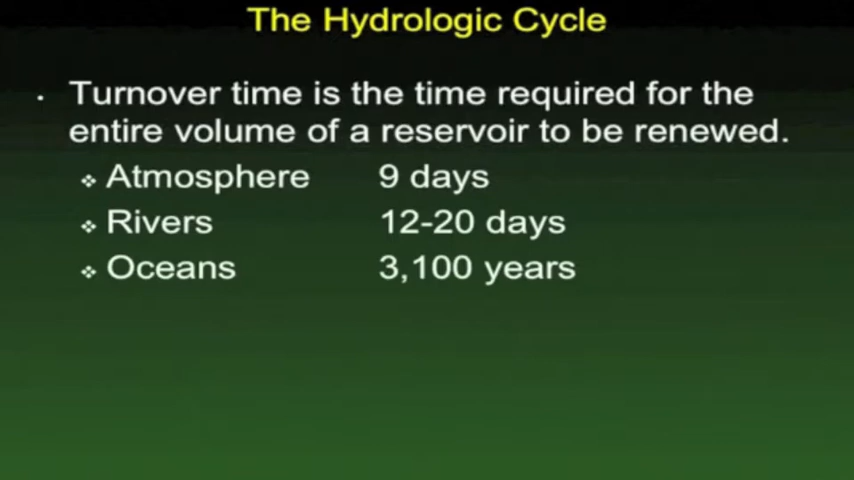 The Hydrologic Cycle
· Turnover time is the time required for the
entire volume of a reservoir to be renewed.
❖ Atmosphere 9 days
❖ Rivers 12-20 days
❖ Oceans 3,100 years